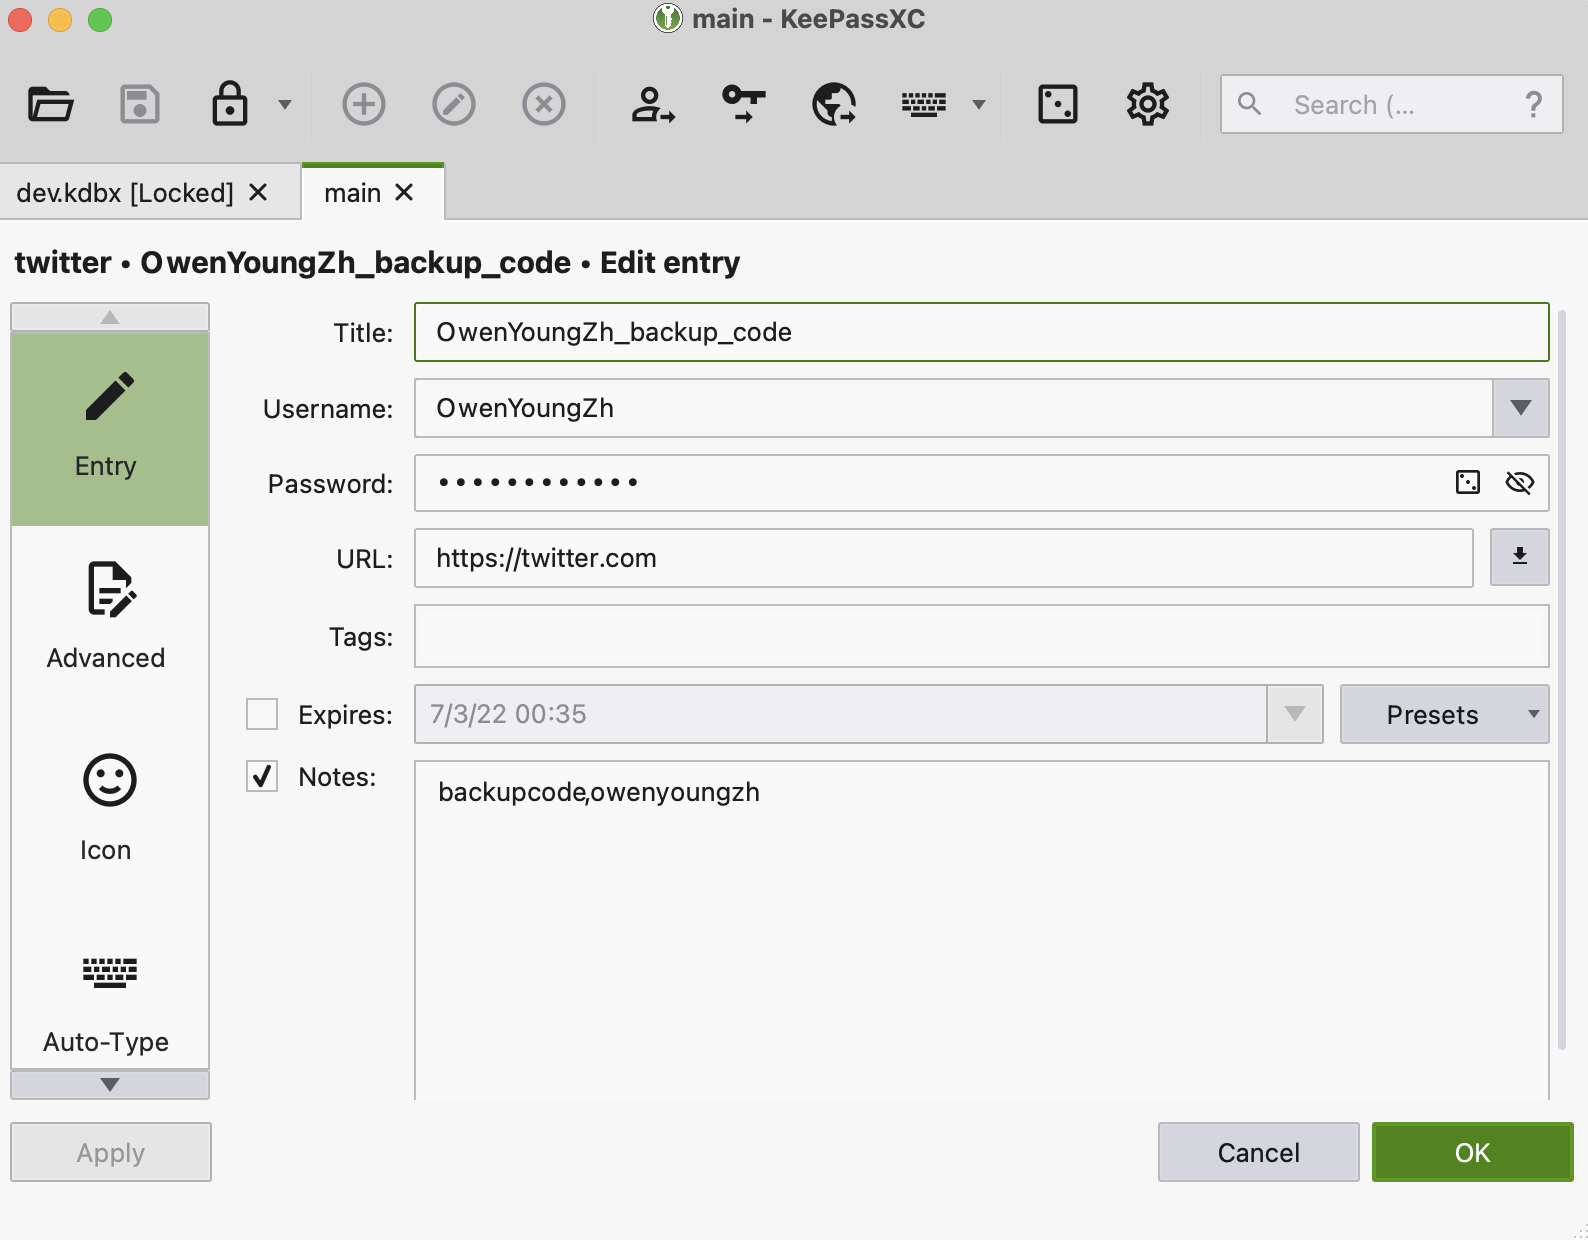 main - KeePassXC
Search (...
?
dev.kdbx [Locked]
main
twitter • OwenYoungZh_backup_code • Edit entry
Title: OwenYoungZh_backup_code
Username: OwenYoungZh
Password: ••••••••••••
URL: https://twitter.com
Tags:
Expires: 7/3/22 00:35 Presets
Notes: backupcode,owenyoungzh
Entry
Advanced
Icon
Auto-Type
Apply
Cancel
OK